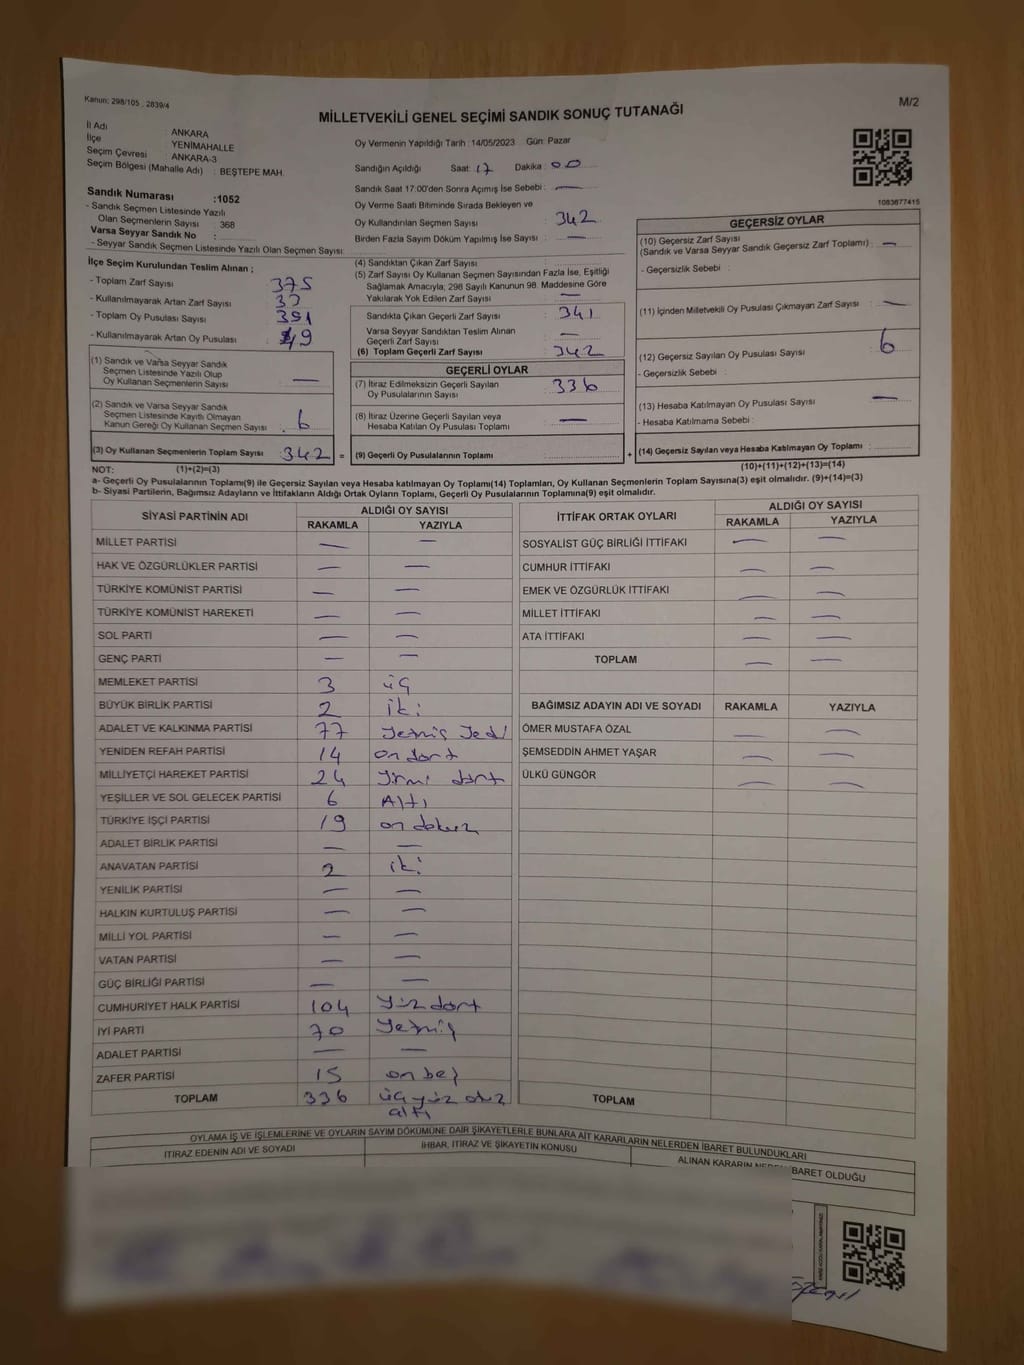 Kanun: 298/105 , 2839/4
M/2
MİLLETVEKİLİ GENEL SEÇİMİ SANDIK SONUÇ TUTANAĞI
İl Adı : ANKARA
İlçe : YENİMAHALLE
Seçim Çevresi : ANKARA-3
Seçim Bölgesi (Mahalle Adı) : BEŞTEPE MAH.
Sandık Numarası :1052
- Sandık Seçmen Listesinde Yazılı
Olan Seçmenlerin Sayısı : 368
Varsa Seyyar Sandık No :
- Seyyar Sandık Seçmen Listesinde Yazılı Olan Seçmen Sayısı:
Oy Vermenin Yapıldığı Tarih : 14/05/2023 Gün: Pazar
Sandığın Açıldığı Saat: 17 Dakika : 00
Sandık Saat 17:00'den Sonra Açımış İse Sebebi : —
Oy Verme Saati Bitiminde Sırada Bekleyen ve
Oy Kullandırılan Seçmen Sayısı : 342
Birden Fazla Sayım Döküm Yapılmış İse Sayısı : —
1083877415
İlçe Seçim Kurulundan Teslim Alınan ;
- Toplam Zarf Sayısı : 375
- Kullanılmayarak Artan Zarf Sayısı : 33
- Toplam Oy Pusulası Sayısı : 391
- Kullanılmayarak Artan Oy Pusulası : 49
(1) Sandık ve Varsa Seyyar Sandık
Seçmen Listesinde Yazılı Olup
Oy Kullanan Seçmenlerin Sayısı : —
(2) Sandık ve Varsa Seyyar Sandık
Seçmen Listesinde Kayıtlı Olmayan
Kanun Gereği Oy Kullanan Seçmen Sayısı : 6
(3) Oy Kullanan Seçmenlerin Toplam Sayısı : 342 =
(4) Sandıktan Çıkan Zarf Sayısı :
(5) Zarf Sayısı Oy Kullanan Seçmen Sayısından Fazla İse, Eşitliği
Sağlamak Amacıyla; 298 Sayılı Kanunun 98. Maddesine Göre
Yakılarak Yok Edilen Zarf Sayısı : —
Sandıkta Çıkan Geçerli Zarf Sayısı : 341
Varsa Seyyar Sandıktan Teslim Alınan
Geçerli Zarf Sayısı : —
(6) Toplam Geçerli Zarf Sayısı : 342
GEÇERLİ OYLAR
(7) İtiraz Edilmeksizin Geçerli Sayılan
Oy Pusulalarının Sayısı : 336
(8) İtiraz Üzerine Geçerli Sayılan veya
Hesaba Katılan Oy Pusulası Toplamı : —
(9) Geçerli Oy Pusulalarının Toplamı : +
GEÇERSİZ OYLAR
(10) Geçersiz Zarf Sayısı
(Sandık ve Varsa Seyyar Sandık Geçersiz Zarf Toplamı) : —
- Geçersizlik Sebebi :
(11) İçinden Milletvekili Oy Pusulası Çıkmayan Zarf Sayısı : —
(12) Geçersiz Sayılan Oy Pusulası Sayısı : 6
- Geçersizlik Sebebi :
(13) Hesaba Katılmayan Oy Pusulası Sayısı : —
- Hesaba Katılmama Sebebi :
(14) Geçersiz Sayılan veya Hesaba Katılmayan Oy Toplamı :
NOT: (1)+(2)=(3)
(10)+(11)+(12)+(13)=(14)
a- Geçerli Oy Pusulalarının Toplamı(9) ile Geçersiz Sayılan veya Hesaba katılmayan Oy Toplamı(14) Toplamları, Oy Kullanan Seçmenlerin Toplam Sayısına(3) eşit olmalıdır. (9)+(14)=(3)
b- Siyasi Partilerin, Bağımsız Adayların ve İttifakların Aldığı Ortak Oyların Toplamı, Geçerli Oy Pusulalarının Toplamına(9) eşit olmalıdır.
SİYASİ PARTİNİN ADI ALDIĞI OY SAYISI
RAKAMLA YAZIYLA
MİLLET PARTİSİ — —
HAK VE ÖZGÜRLÜKLER PARTİSİ — —
TÜRKİYE KOMÜNİST PARTİSİ — —
TÜRKİYE KOMÜNİST HAREKETİ — —
SOL PARTİ — —
GENÇ PARTİ — —
MEMLEKET PARTİSİ 3 üç
BÜYÜK BİRLİK PARTİSİ 2 iki
ADALET VE KALKINMA PARTİSİ 77 Yetmiş Yedi
YENİDEN REFAH PARTİSİ 14 on dört
MİLLİYETÇİ HAREKET PARTİSİ 24 Yirmi dört
YEŞİLLER VE SOL GELECEK PARTİSİ 6 Altı
TÜRKİYE İŞÇİ PARTİSİ 19 on dokuz
ADALET BİRLİK PARTİSİ — —
ANAVATAN PARTİSİ 2 iki
YENİLİK PARTİSİ — —
HALKIN KURTULUŞ PARTİSİ — —
MİLLİ YOL PARTİSİ — —
VATAN PARTİSİ — —
GÜÇ BİRLİĞİ PARTİSİ — —
CUMHURİYET HALK PARTİSİ 104 Yüz dört
İYİ PARTİ 70 Yetmiş
ADALET PARTİSİ — —
ZAFER PARTİSİ 15 on beş
TOPLAM 336 üç yüz otuz
altı
İTTİFAK ORTAK OYLARI ALDIĞI OY SAYISI
RAKAMLA YAZIYLA
SOSYALİST GÜÇ BİRLİĞİ İTTİFAKI — —
CUMHUR İTTİFAKI — —
EMEK VE ÖZGÜRLÜK İTTİFAKI — —
MİLLET İTTİFAKI — —
ATA İTTİFAKI — —
TOPLAM — —
BAĞIMSIZ ADAYIN ADI VE SOYADI RAKAMLA YAZIYLA
ÖMER MUSTAFA ÖZAL — —
ŞEMSEDDİN AHMET YAŞAR — —
ÜLKÜ GÜNGÖR — —
TOPLAM
OYLAMA İŞ VE İŞLEMLERİNE VE OYLARIN SAYIM DÖKÜMÜNE DAİR ŞİKAYETLERLE BUNLARA AİT KARARLARIN NELERDEN İBARET BULUNDUKLARI
İTİRAZ EDENİN ADI VE SOYADI İHBAR, İTİRAZ VE ŞİKAYETİN KONUSU ALINAN KARARIN NEDEN İBARET OLDUĞU